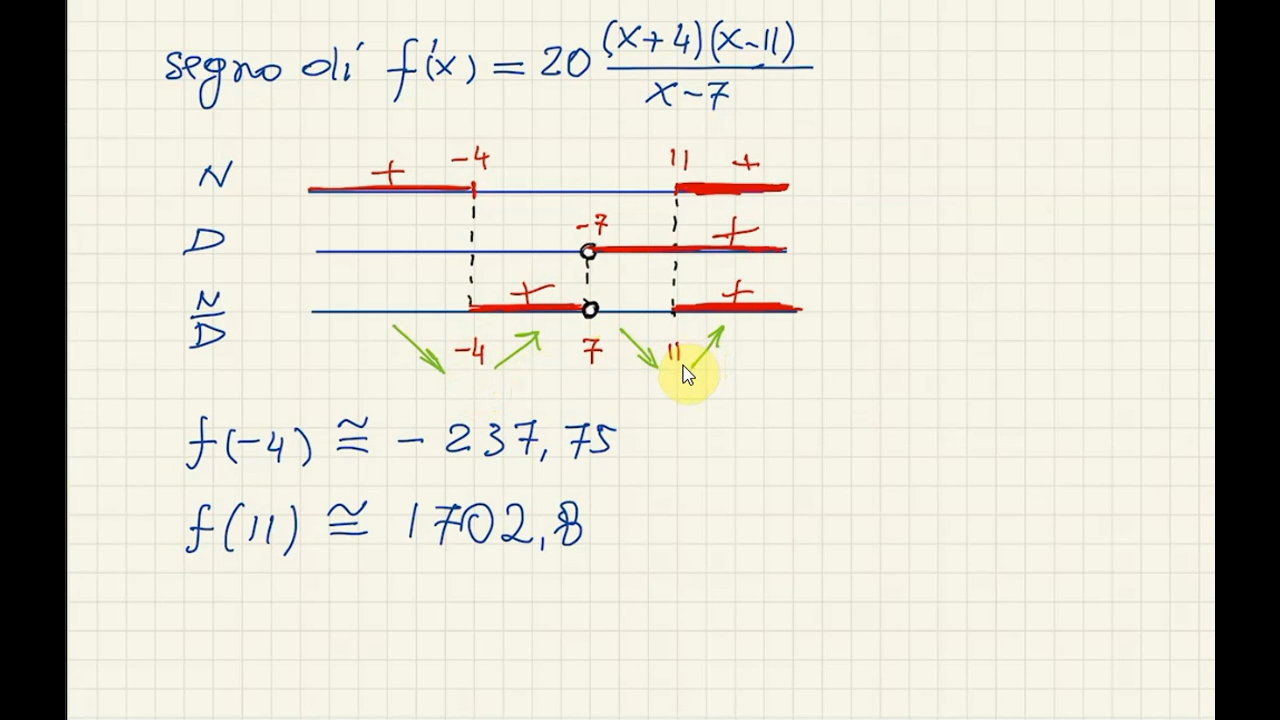 segno di f'(x) = 20 (x+4)(x-11) / x-7
N + -4 11 +
D -7 +
N/D + +
-4 7 11
f(-4) ≅ - 237,75
f(11) ≅ 1702,8